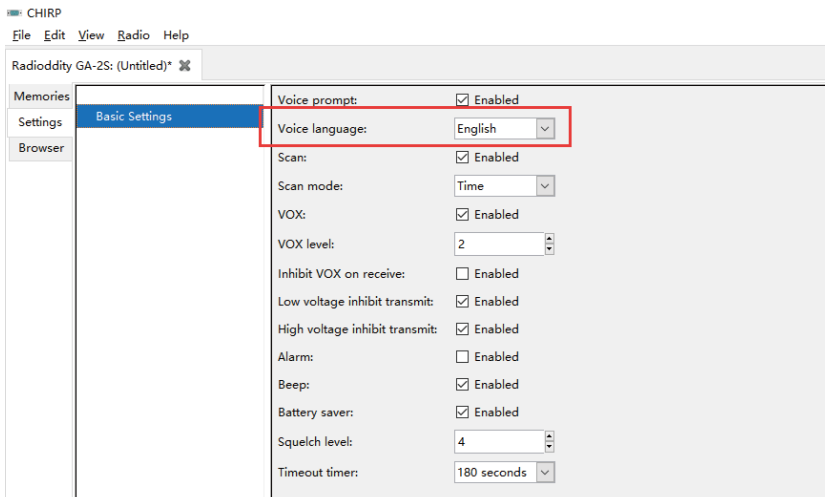 CHIRP
File Edit View Radio Help
Radioddity GA-2S: (Untitled)*
Memories
Settings
Browser
Basic Settings
Voice prompt: Enabled
Voice language: English
Scan: Enabled
Scan mode: Time
VOX: Enabled
VOX level: 2
Inhibit VOX on receive: Enabled
Low voltage inhibit transmit: Enabled
High voltage inhibit transmit: Enabled
Alarm: Enabled
Beep: Enabled
Battery saver: Enabled
Squelch level: 4
Timeout timer: 180 seconds